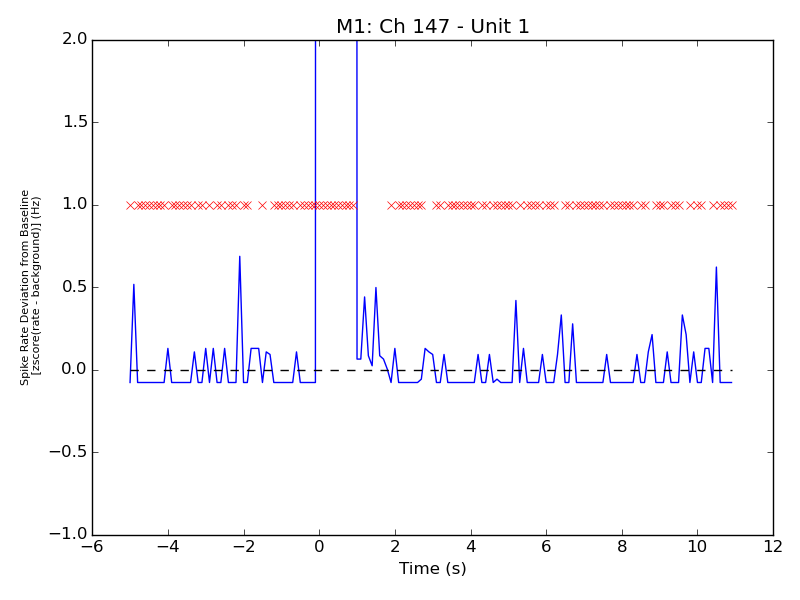 M1: Ch 147 - Unit 1
2.0
1.5
1.0
0.5
0.0
−0.5
−1.0
Spike Rate Deviation from Baseline
[zscore(rate - background)] (Hz)
−6 −4 −2 0 2 4 6 8 10 12
Time (s)